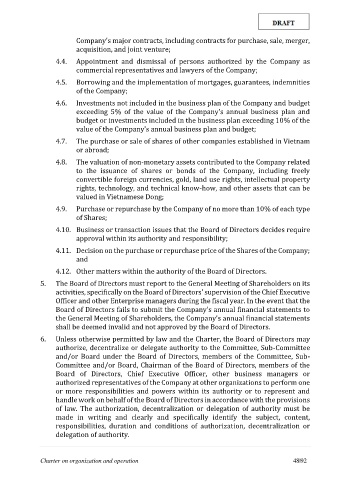 DRAFT
Company's major contracts, including contracts for purchase, sale, merger,
acquisition, and joint venture;
4.4. Appointment and dismissal of persons authorized by the Company as
commercial representatives and lawyers of the Company;
4.5. Borrowing and the implementation of mortgages, guarantees, indemnities
of the Company;
4.6. Investments not included in the business plan of the Company and budget
exceeding 5% of the value of the Company's annual business plan and
budget or investments included in the business plan exceeding 10% of the
value of the Company's annual business plan and budget;
4.7. The purchase or sale of shares of other companies established in Vietnam
or abroad;
4.8. The valuation of non-monetary assets contributed to the Company related
to the issuance of shares or bonds of the Company, including freely
convertible foreign currencies, gold, land use rights, intellectual property
rights, technology, and technical know-how, and other assets that can be
valued in Vietnamese Dong;
4.9. Purchase or repurchase by the Company of no more than 10% of each type
of Shares;
4.10. Business or transaction issues that the Board of Directors decides require
approval within its authority and responsibility;
4.11. Decision on the purchase or repurchase price of the Shares of the Company;
and
4.12. Other matters within the authority of the Board of Directors.
5. The Board of Directors must report to the General Meeting of Shareholders on its
activities, specifically on the Board of Directors' supervision of the Chief Executive
Officer and other Enterprise managers during the fiscal year. In the event that the
Board of Directors fails to submit the Company's annual financial statements to
the General Meeting of Shareholders, the Company's annual financial statements
shall be deemed invalid and not approved by the Board of Directors.
6. Unless otherwise permitted by law and the Charter, the Board of Directors may
authorize, decentralize or delegate authority to the Committee, Sub-Committee
and/or Board under the Board of Directors, members of the Committee, Sub-
Committee and/or Board, Chairman of the Board of Directors, members of the
Board of Directors, Chief Executive Officer, other business managers or
authorized representatives of the Company at other organizations to perform one
or more responsibilities and powers within its authority or to represent and
handle work on behalf of the Board of Directors in accordance with the provisions
of law. The authorization, decentralization or delegation of authority must be
made in writing and clearly and specifically identify the subject, content,
responsibilities, duration and conditions of authorization, decentralization or
delegation of authority.
Charter on organization and operation 48|92